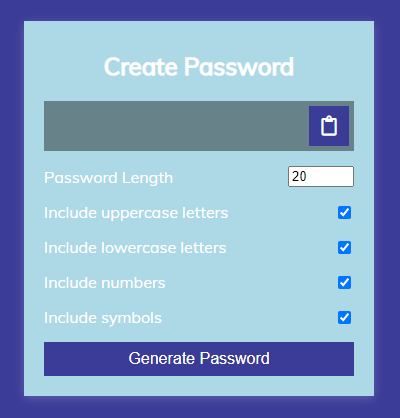 Create Password
Password Length 20
Include uppercase letters
Include lowercase letters
Include numbers
Include symbols
Generate Password